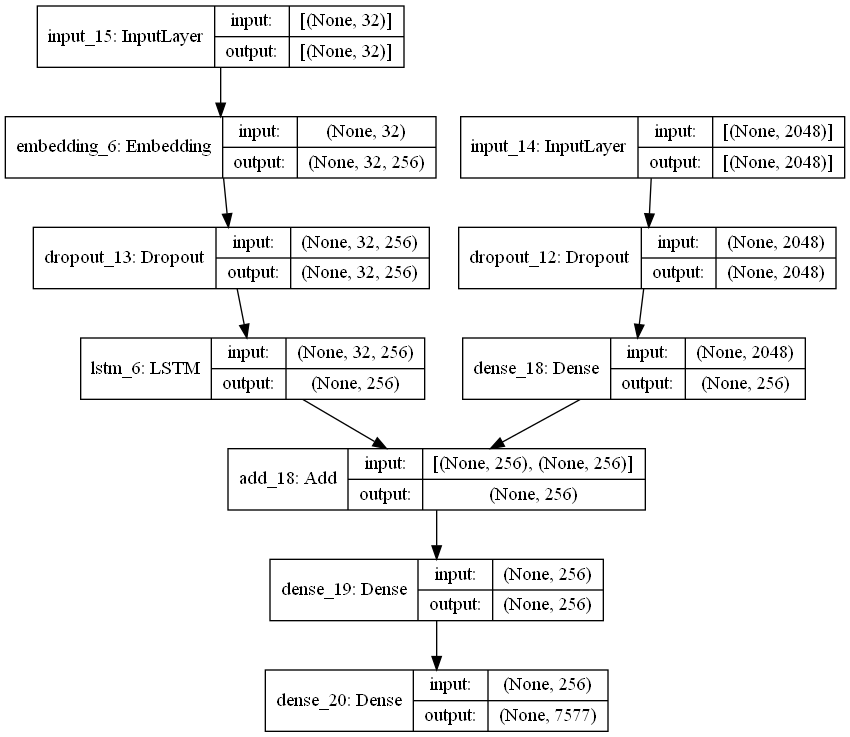 input_15: InputLayer
input: [(None, 32)]
output: [(None, 32)]
embedding_6: Embedding
input: (None, 32)
output: (None, 32, 256)
input_14: InputLayer
input: [(None, 2048)]
output: [(None, 2048)]
dropout_13: Dropout
input: (None, 32, 256)
output: (None, 32, 256)
dropout_12: Dropout
input: (None, 2048)
output: (None, 2048)
lstm_6: LSTM
input: (None, 32, 256)
output: (None, 256)
dense_18: Dense
input: (None, 2048)
output: (None, 256)
add_18: Add
input: [(None, 256), (None, 256)]
output: (None, 256)
dense_19: Dense
input: (None, 256)
output: (None, 256)
dense_20: Dense
input: (None, 256)
output: (None, 7577)